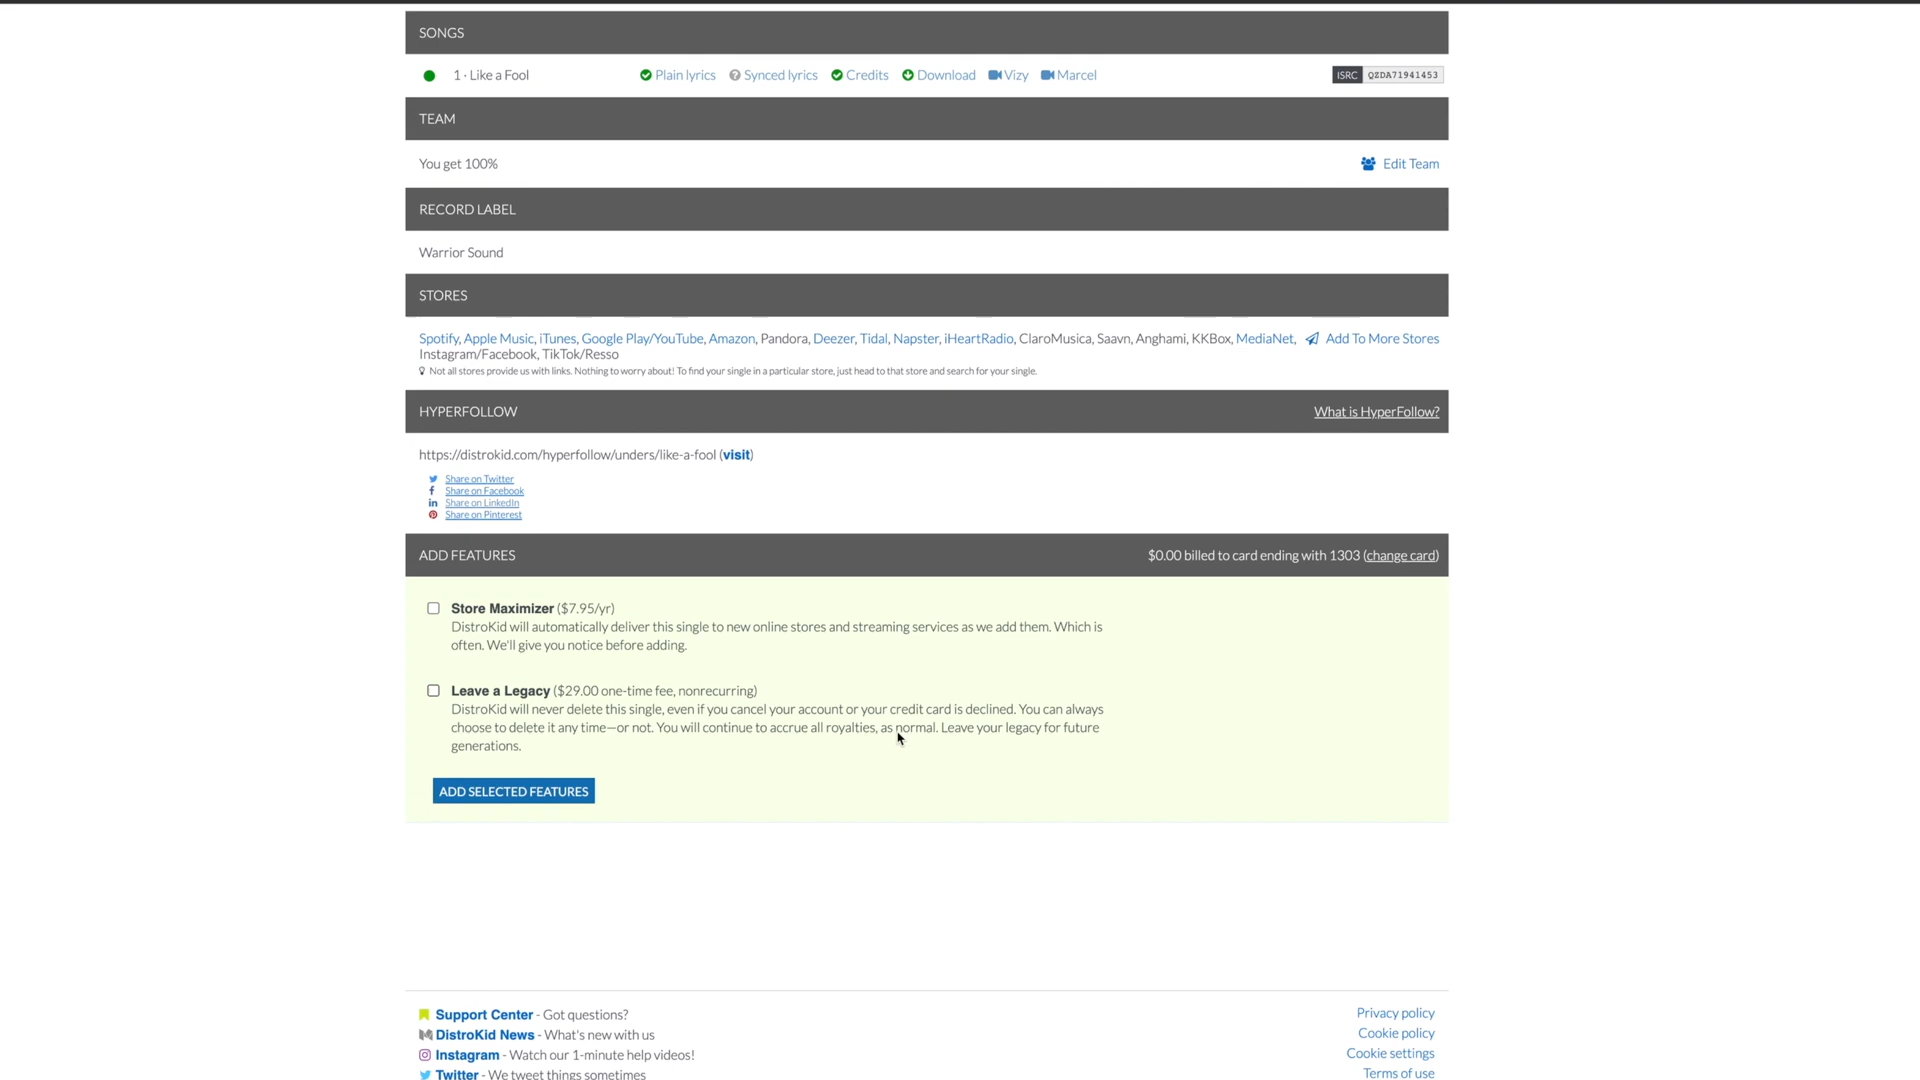 SONGS
1 · Like a Fool Plain lyrics Synced lyrics Credits Download Vizy Marcel ISRC QZDA71941453
TEAM
You get 100% Edit Team
RECORD LABEL
Warrior Sound
STORES
Spotify, Apple Music, iTunes, Google Play/YouTube, Amazon, Pandora, Deezer, Tidal, Napster, iHeartRadio, ClaroMusica, Saavn, Anghami, KKBox, MediaNet, Add To More Stores
Instagram/Facebook, TikTok/Resso
Not all stores provide us with links. Nothing to worry about! To find your single in a particular store, just head to that store and search for your single.
HYPERFOLLOW What is HyperFollow?
https://distrokid.com/hyperfollow/unders/like-a-fool (visit)
Share on Twitter
Share on Facebook
Share on LinkedIn
Share on Pinterest
ADD FEATURES $0.00 billed to card ending with 1303 (change card)
Store Maximizer ($7.95/yr)
DistroKid will automatically deliver this single to new online stores and streaming services as we add them. Which is
often. We'll give you notice before adding.
Leave a Legacy ($29.00 one-time fee, nonrecurring)
DistroKid will never delete this single, even if you cancel your account or your credit card is declined. You can always
choose to delete it any time—or not. You will continue to accrue all royalties, as normal. Leave your legacy for future
generations.
ADD SELECTED FEATURES
Support Center - Got questions? Privacy policy
DistroKid News - What's new with us Cookie policy
Instagram - Watch our 1-minute help videos! Cookie settings
Twitter - We tweet things sometimes Terms of use